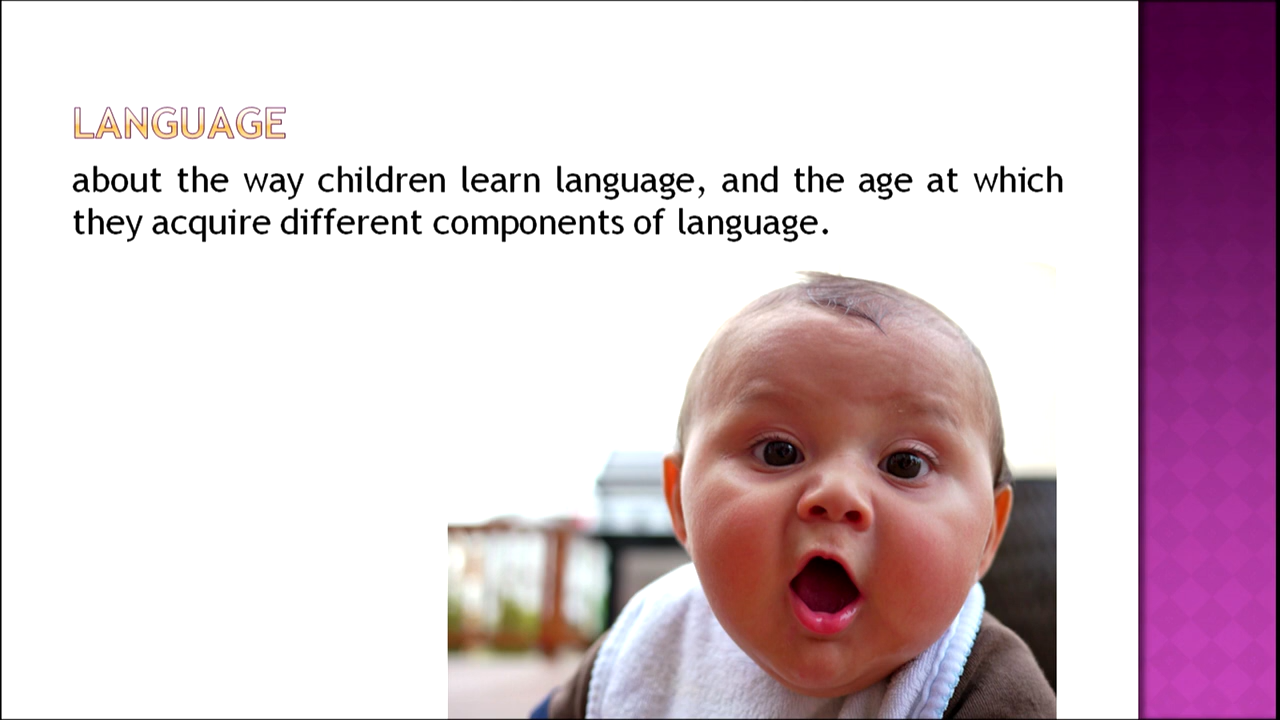 LANGUAGE
about the way children learn language, and the age at which
they acquire different components of language.